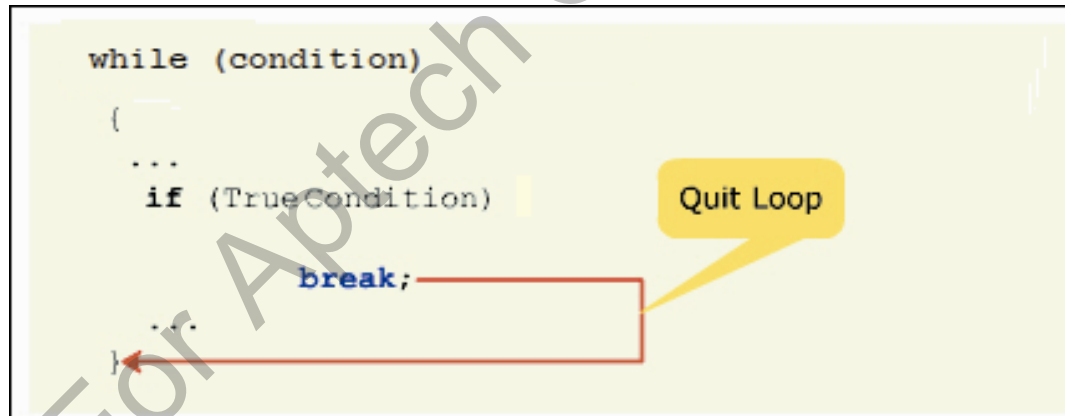 while (condition)
{
...
if (TrueCondition)
Quit Loop
break;
...
}
For Aptech